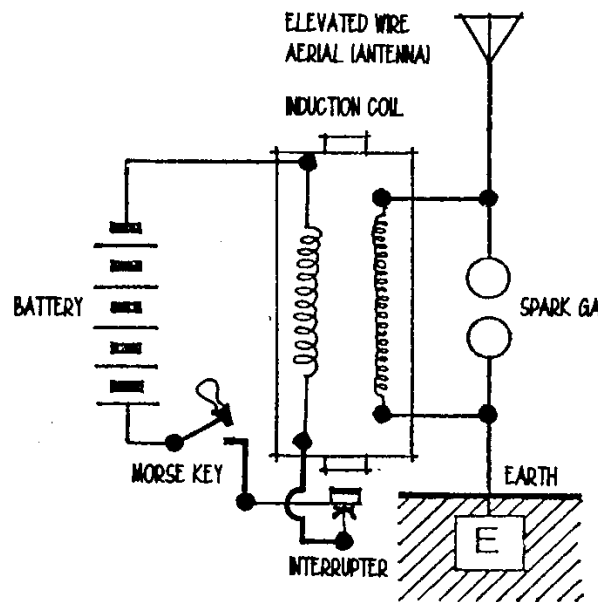 ELEVATED WIRE
AERIAL (ANTENNA)
INDUCTION COIL
BATTERY
SPARK GA
MORSE KEY
EARTH
E
INTERRUPTER